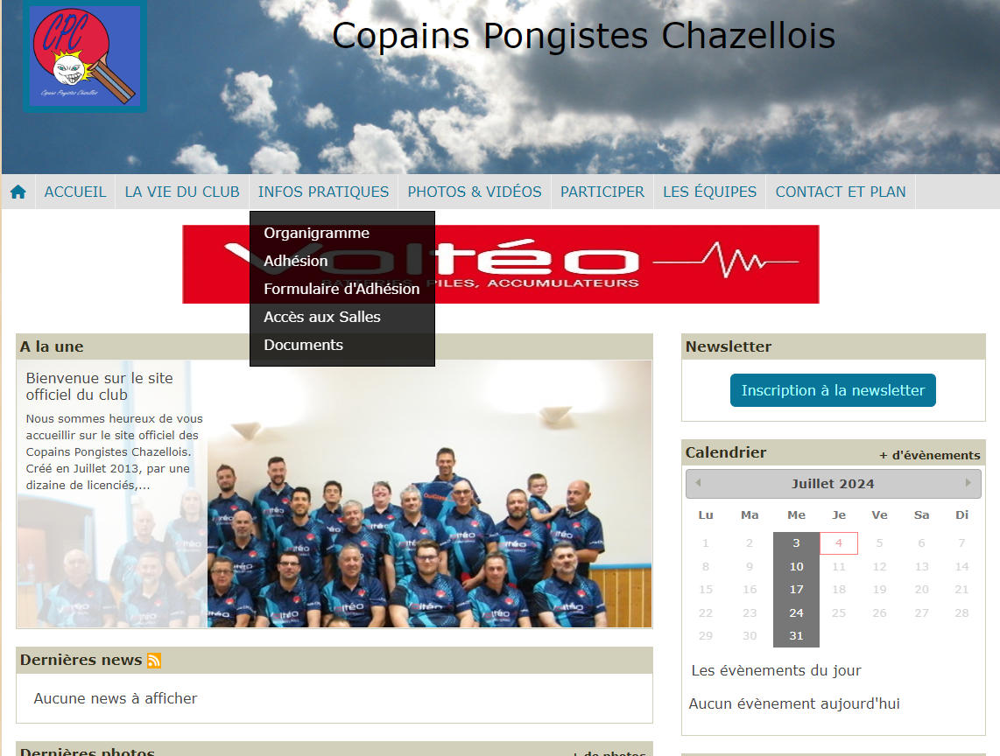 CPC
Copains Pongistes Chazellois
Copains Pongistes Chazellois
ACCUEIL LA VIE DU CLUB INFOS PRATIQUES PHOTOS & VIDÉOS PARTICIPER LES ÉQUIPES CONTACT ET PLAN
Organigramme
Adhésion
Formulaire d'Adhésion
Accès aux Salles
Documents
Voltéo
BATTERIES, PILES, ACCUMULATEURS
A la une
Bienvenue sur le site
officiel du club
Nous sommes heureux de vous
accueillir sur le site officiel des
Copains Pongistes Chazellois.
Créé en Juillet 2013, par une
dizaine de licenciés,...
Dernières news
Aucune news à afficher
Dernières photos + de photos
Newsletter
Inscription à la newsletter
Calendrier + d'évènements
Juillet 2024
Lu Ma Me Je Ve Sa Di
1 2 3 4 5 6 7
8 9 10 11 12 13 14
15 16 17 18 19 20 21
22 23 24 25 26 27 28
29 30 31
Les évènements du jour
Aucun évènement aujourd'hui